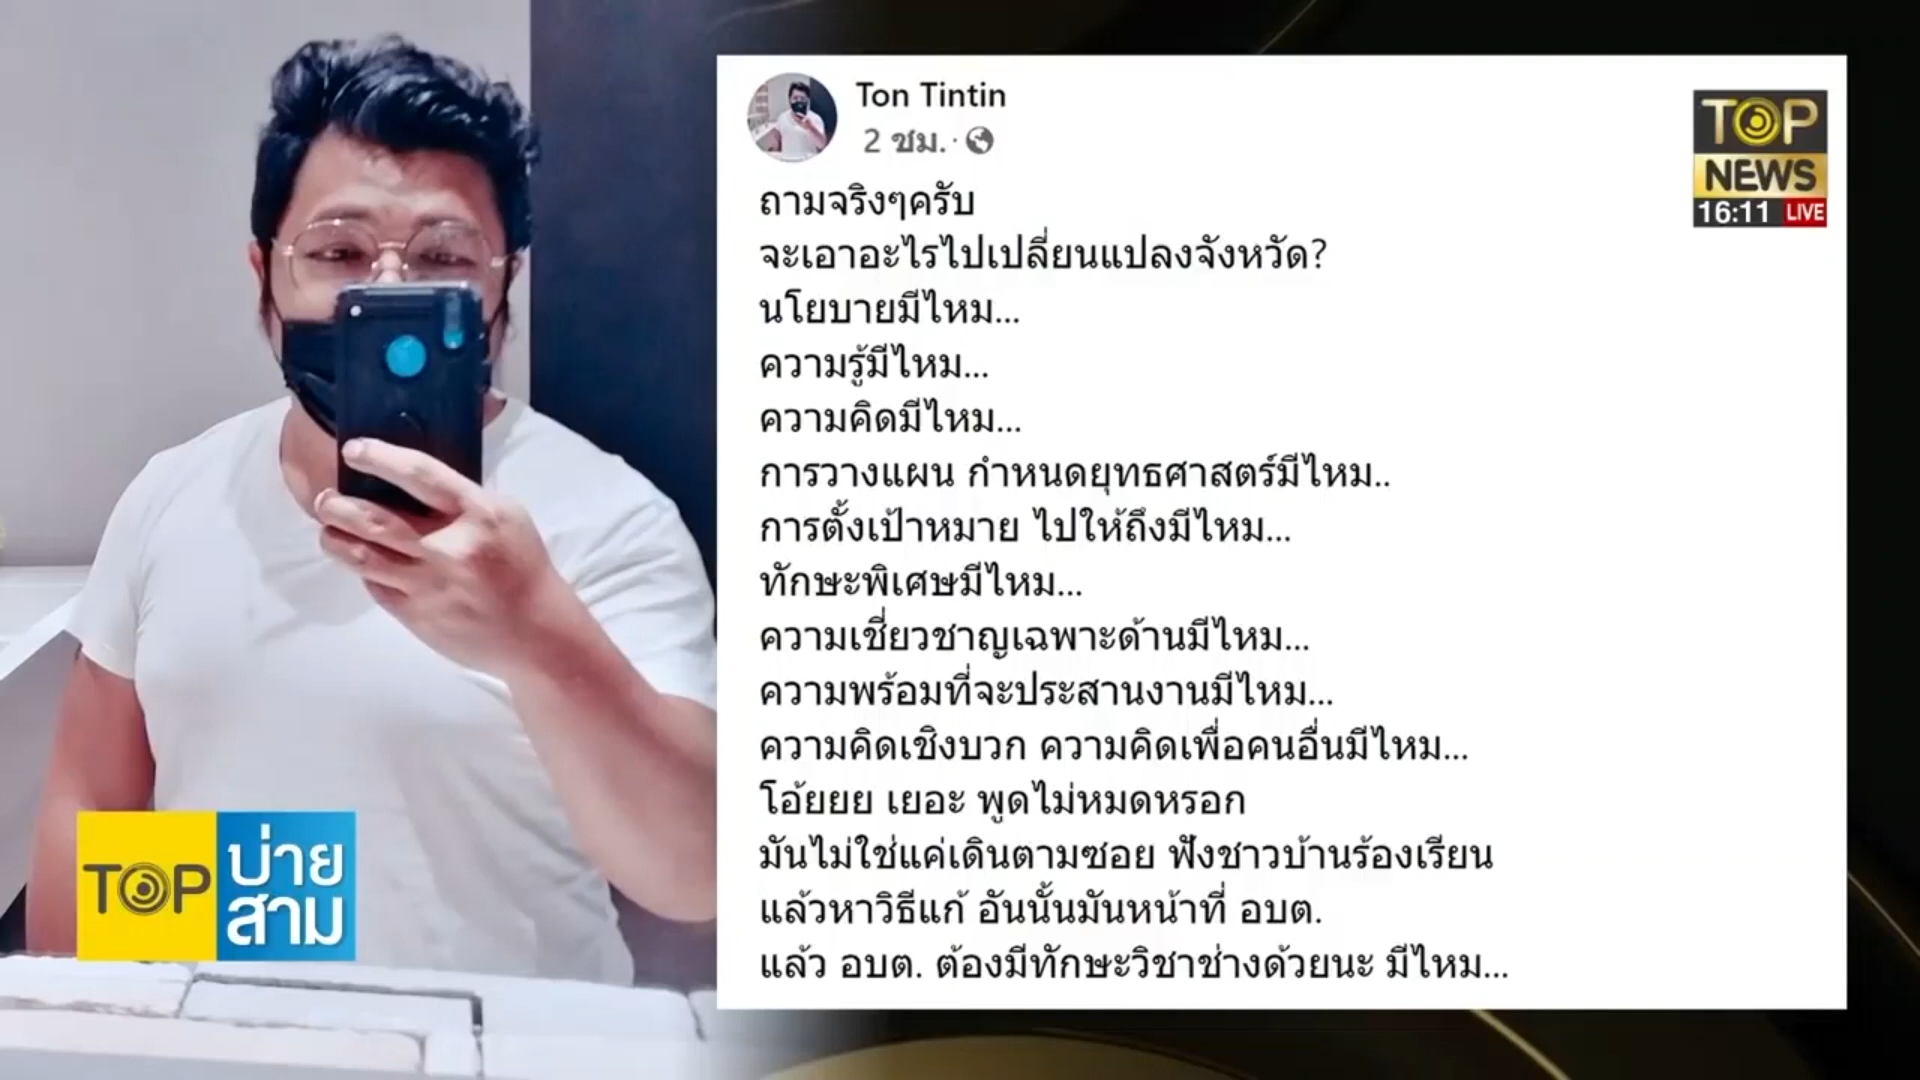 Ton Tintin
2 ชม. ·
ถามจริงๆครับ
จะเอาอะไรไปเปลี่ยนแปลงจังหวัด?
นโยบายมีไหม...
ความรู้มีไหม...
ความคิดมีไหม...
การวางแผน กำหนดยุทธศาสตร์มีไหม..
การตั้งเป้าหมาย ไปให้ถึงมีไหม...
ทักษะพิเศษมีไหม...
ความเชี่ยวชาญเฉพาะด้านมีไหม...
ความพร้อมที่จะประสานงานมีไหม...
ความคิดเชิงบวก ความคิดเพื่อคนอื่นมีไหม...
โอ้ยยย เยอะ พูดไม่หมดหรอก
มันไม่ใช่แค่เดินตามซอย ฟังชาวบ้านร้องเรียน
แล้วหาวิธีแก้ อันนั้นมันหน้าที่ อบต.
แล้ว อบต. ต้องมีทักษะวิชาช่างด้วยนะ มีไหม...
TOP
NEWS
16:11 LIVE
TOP
บ่าย
สาม